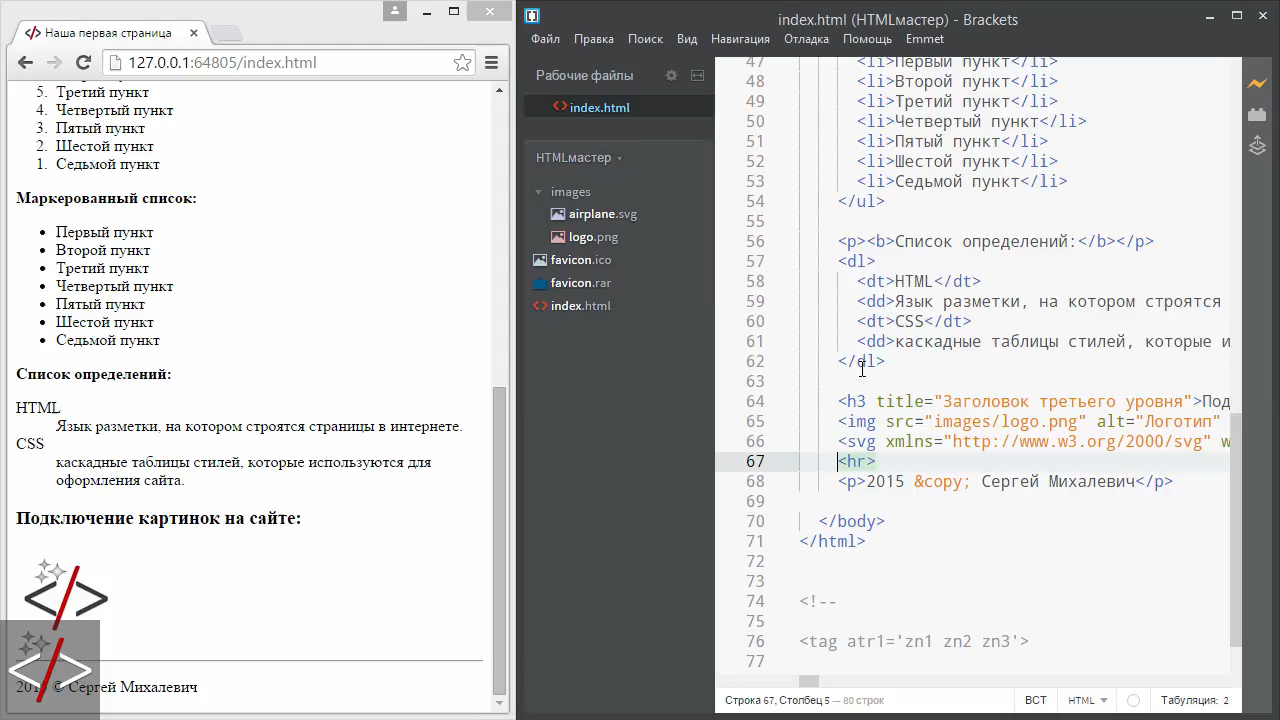 Наша первая страница
127.0.0.1:64805/index.html
5. Третий пункт
4. Четвертый пункт
3. Пятый пункт
2. Шестой пункт
1. Седьмой пункт
Маркерованный список:
Первый пункт
Второй пункт
Третий пункт
Четвертый пункт
Пятый пункт
Шестой пункт
Седьмой пункт
Список определений:
HTML
Язык разметки, на котором строятся страницы в интернете.
CSS
каскадные таблицы стилей, которые используются для
оформления сайта.
Подключение картинок на сайте:
© Сергей Михалевич
index.html (HTMLмастер) - Brackets
Файл Правка Поиск Вид Навигация Отладка Помощь Emmet
Рабочие файлы
index.html
HTMLмастер
images
airplane.svg
logo.png
favicon.ico
favicon.rar
index.html
47 <li>Первый пункт</li>
48 <li>Второй пункт</li>
49 <li>Третий пункт</li>
50 <li>Четвертый пункт</li>
51 <li>Пятый пункт</li>
52 <li>Шестой пункт</li>
53 <li>Седьмой пункт</li>
54 </ul>
55
56 <p><b>Список определений:</b></p>
57 <dl>
58 <dt>HTML</dt>
59 <dd>Язык разметки, на котором строятся
60 <dt>CSS</dt>
61 <dd>каскадные таблицы стилей, которые и
62 </dl>
63
64 <h3 title="Заголовок третьего уровня">Под
65 <img src="images/logo.png" alt="Логотип"
66 <svg xmlns="http://www.w3.org/2000/svg" w
67 <hr>
68 <p>2015 &copy; Сергей Михалевич</p>
69
70 </body>
71 </html>
72
73
74 <!--
75
76 <tag atr1='zn1 zn2 zn3'>
77
Строка 67, Столбец 5 — 80 строк
ВСТ
HTML
Табуляция: 2